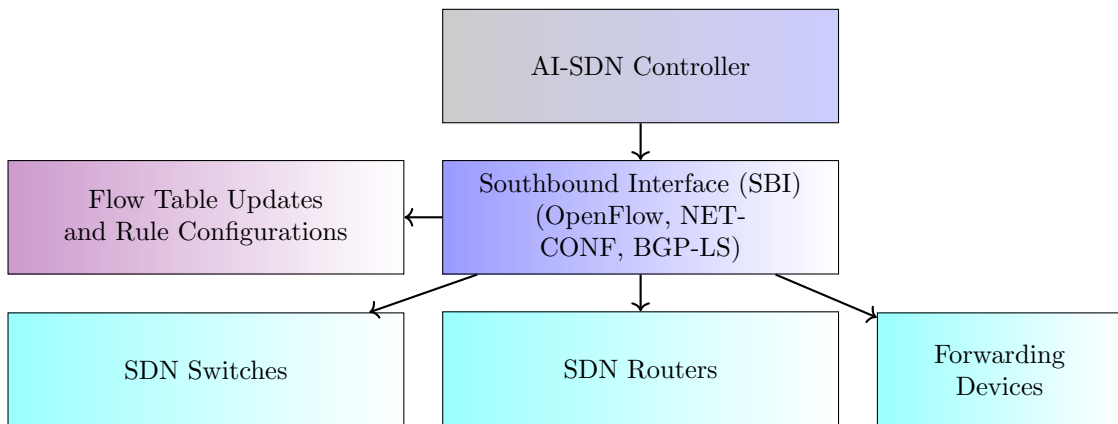 AI-SDN Controller
Flow Table Updates
and Rule Configurations
Southbound Interface (SBI)
(OpenFlow, NET-
CONF, BGP-LS)
SDN Switches
SDN Routers
Forwarding
Devices